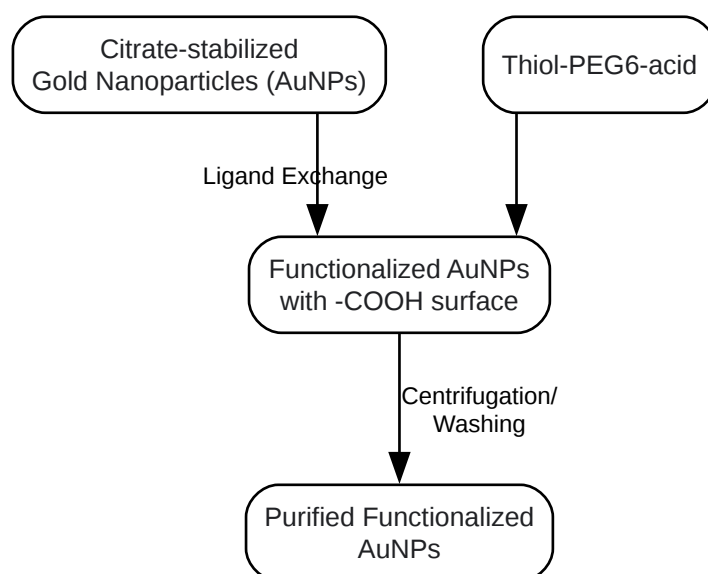 Citrate-stabilized
Gold Nanoparticles (AuNPs)
Thiol-PEG6-acid
Ligand Exchange
Functionalized AuNPs
with -COOH surface
Centrifugation/
Washing
Purified Functionalized
AuNPs